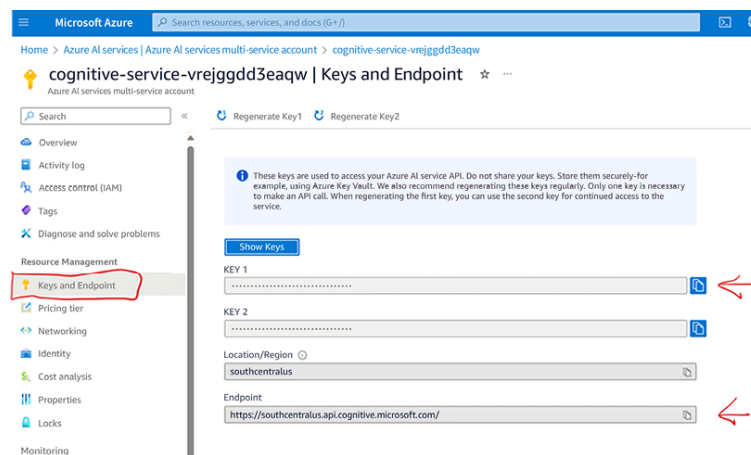 Microsoft Azure
Search resources, services, and docs (G+/)
Home > Azure AI services | Azure AI services multi-service account > cognitive-service-vrejggdd3eaqw
cognitive-service-vrejggdd3eaqw | Keys and Endpoint
Azure AI services multi-service account
Search
Regenerate Key1 Regenerate Key2
Overview
Activity log
Access control (IAM)
Tags
Diagnose and solve problems
Resource Management
Keys and Endpoint
Pricing tier
Networking
Identity
Cost analysis
Properties
Locks
Monitoring
These keys are used to access your Azure AI service API. Do not share your keys. Store them securely-for
example, using Azure Key Vault. We also recommend regenerating these keys regularly. Only one key is necessary
to make an API call. When regenerating the first key, you can use the second key for continued access to the
service.
Show Keys
KEY 1
KEY 2
Location/Region
southcentralus
Endpoint
https://southcentralus.api.cognitive.microsoft.com/